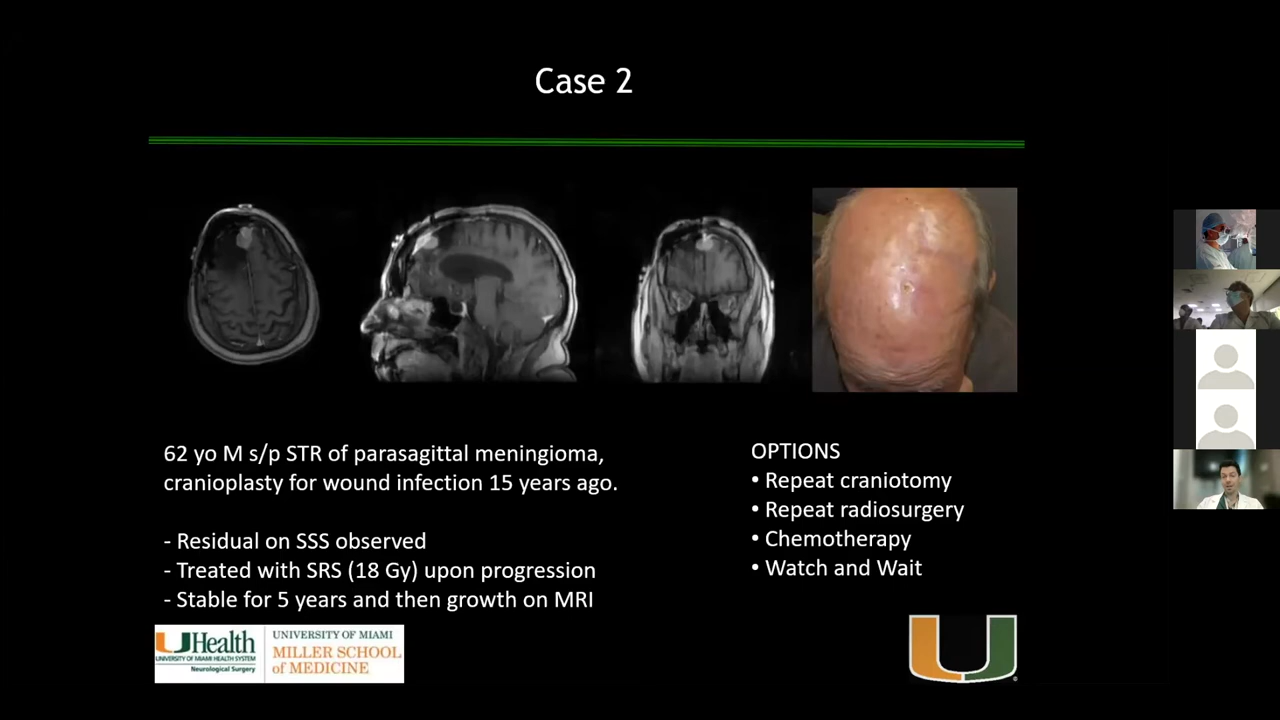 Case 2
62 yo M s/p STR of parasagittal meningioma,
cranioplasty for wound infection 15 years ago.
- Residual on SSS observed
- Treated with SRS (18 Gy) upon progression
- Stable for 5 years and then growth on MRI
OPTIONS
• Repeat craniotomy
• Repeat radiosurgery
• Chemotherapy
• Watch and Wait
UHealth
UNIVERSITY OF MIAMI HEALTH SYSTEM
Neurological Surgery
UNIVERSITY OF MIAMI
MILLER SCHOOL
of MEDICINE
U
®